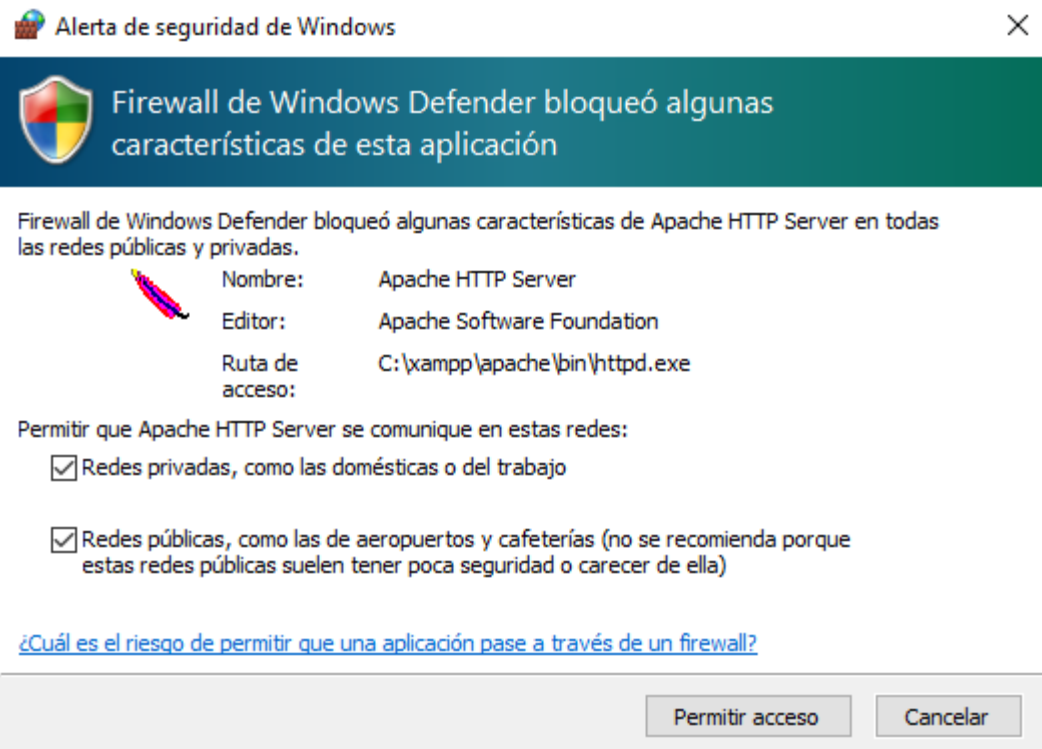 Alerta de seguridad de Windows
Firewall de Windows Defender bloqueó algunas
características de esta aplicación
Firewall de Windows Defender bloqueó algunas características de Apache HTTP Server en todas
las redes públicas y privadas.
Nombre: Apache HTTP Server
Editor: Apache Software Foundation
Ruta de C:\xampp\apache\bin\httpd.exe
acceso:
Permitir que Apache HTTP Server se comunique en estas redes:
Redes privadas, como las domésticas o del trabajo
Redes públicas, como las de aeropuertos y cafeterías (no se recomienda porque
estas redes públicas suelen tener poca seguridad o carecer de ella)
¿Cuál es el riesgo de permitir que una aplicación pase a través de un firewall?
Permitir acceso Cancelar